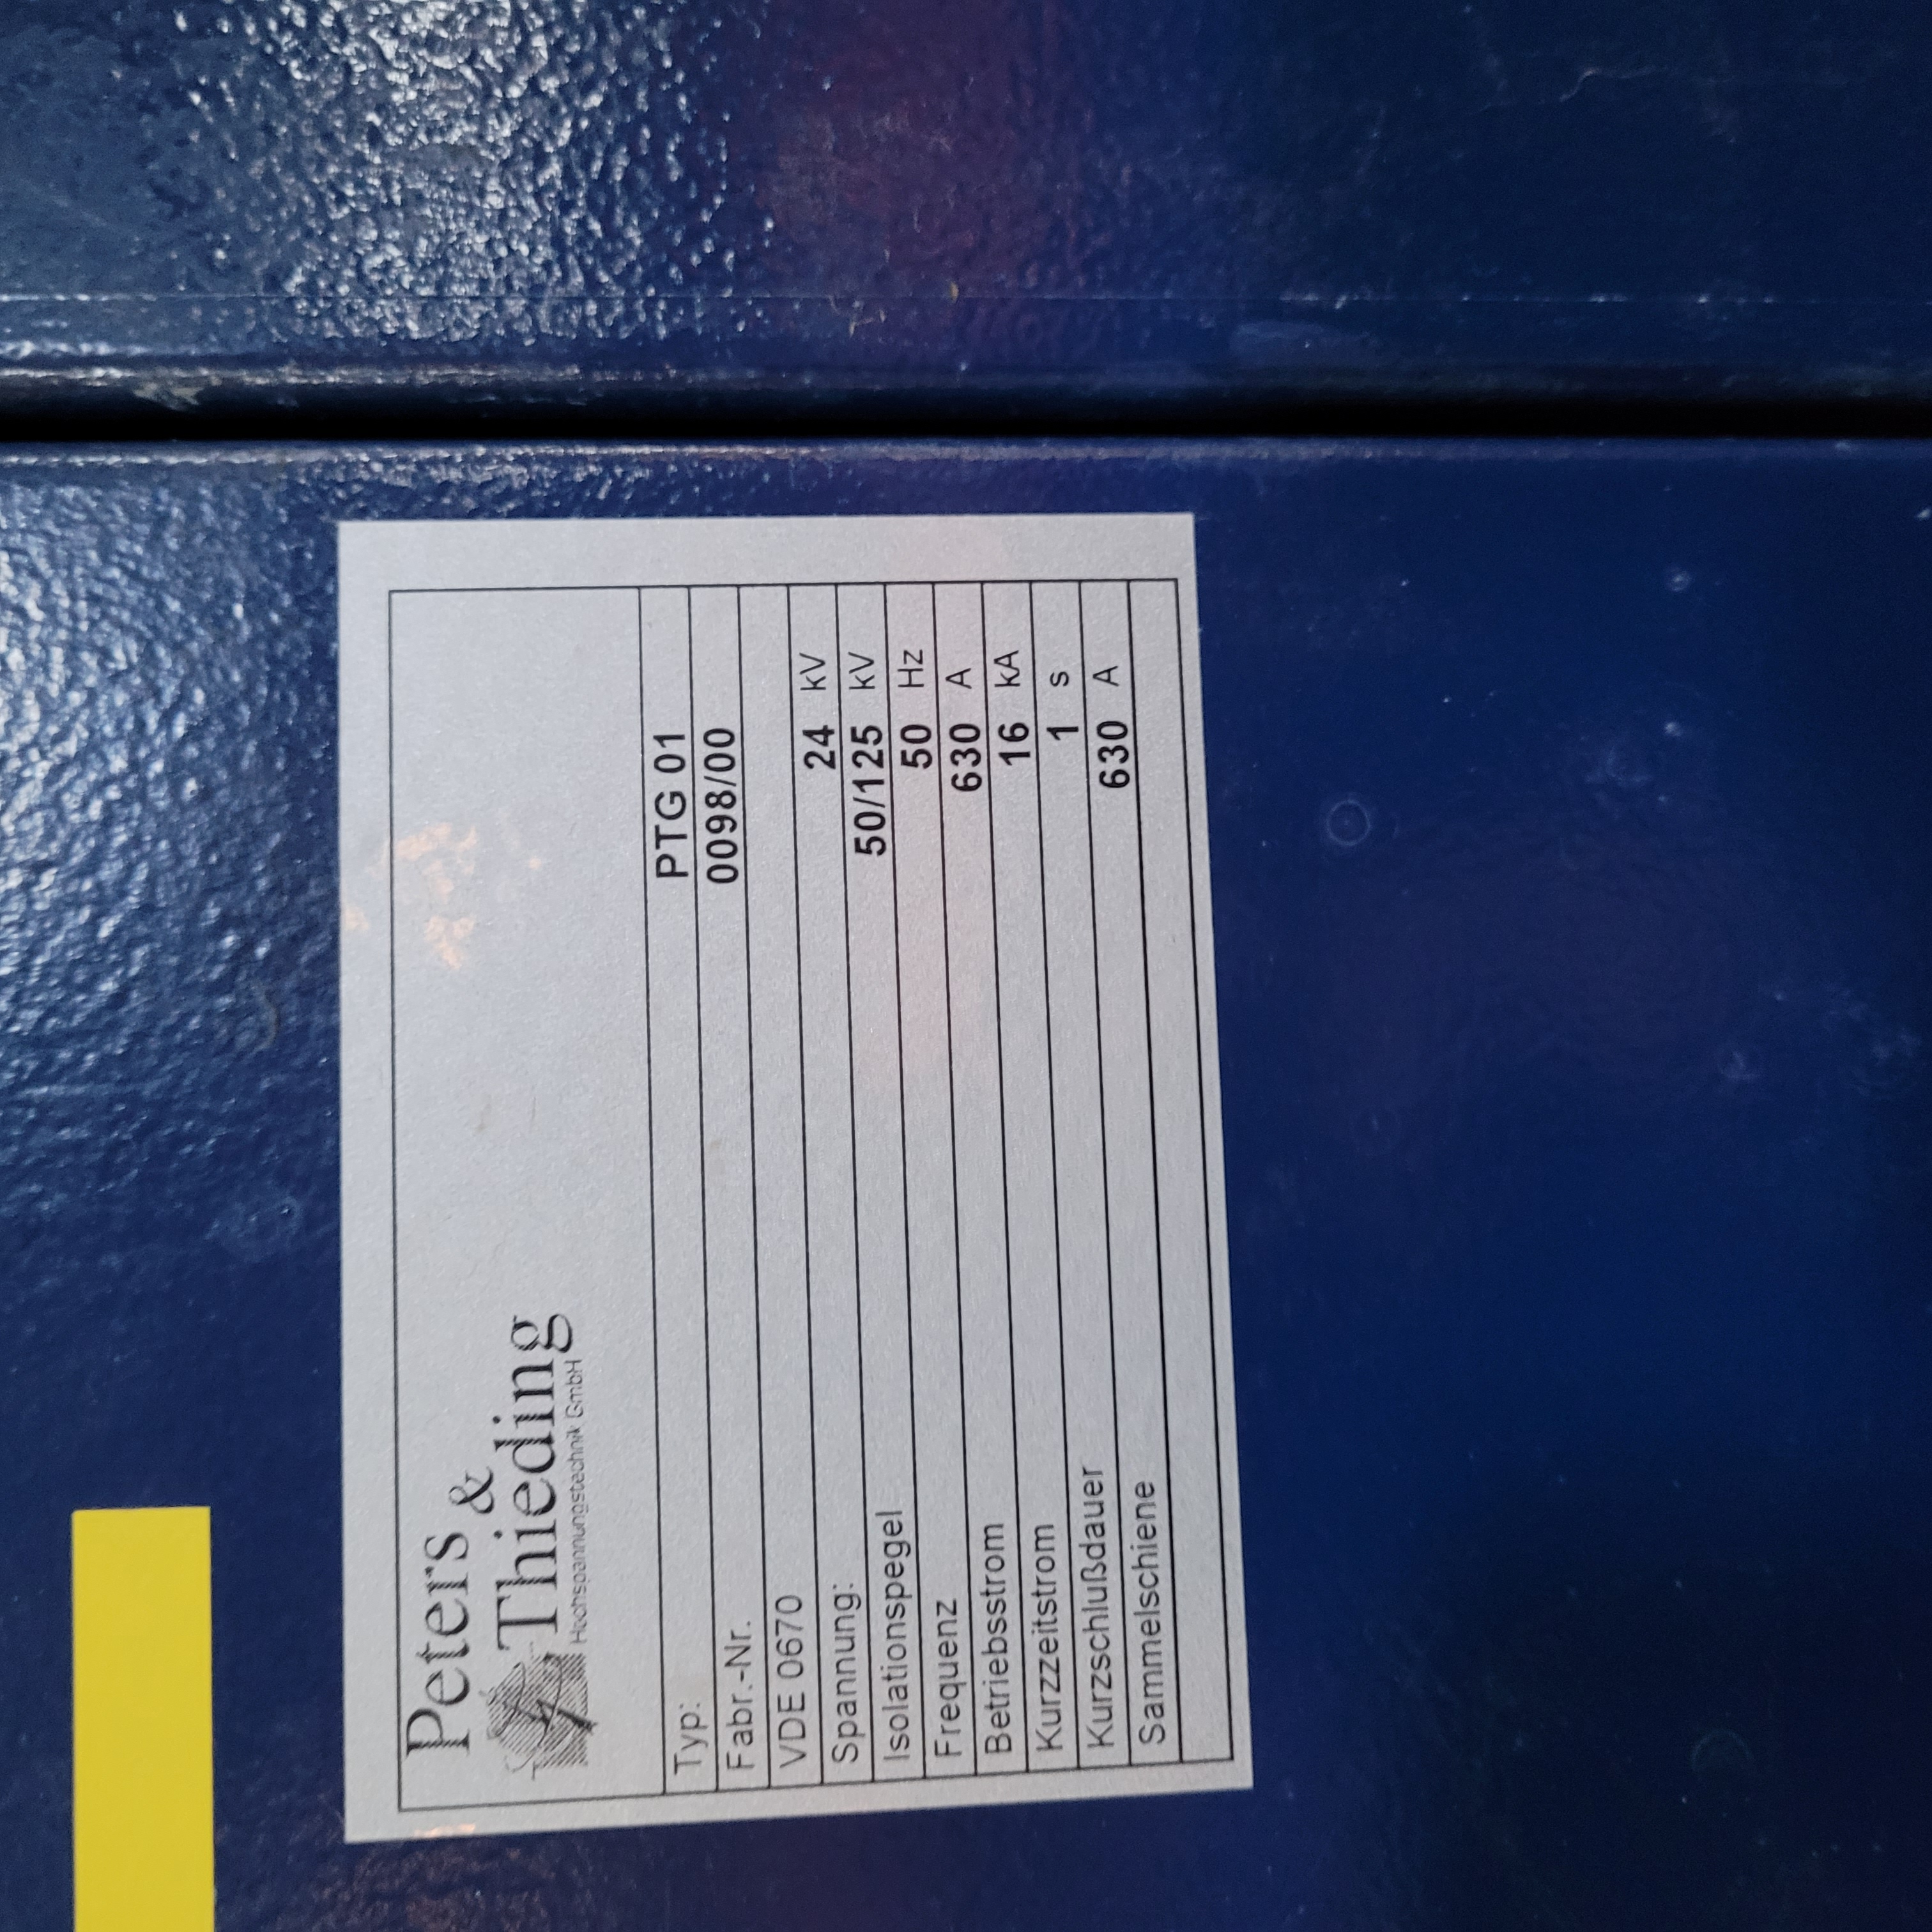 Peters
&
Thieding
Hochspannungstechnik GmbH
Typ: PTG 01
Fabr.-Nr. 0098/00
VDE 0670
Spannung: 24 kV
Isolationspegel 50/125 kV
Frequenz 50 Hz
Betriebsstrom 630 A
Kurzzeitstrom 16 kA
Kurzschlußdauer 1 s
Sammelschiene 630 A